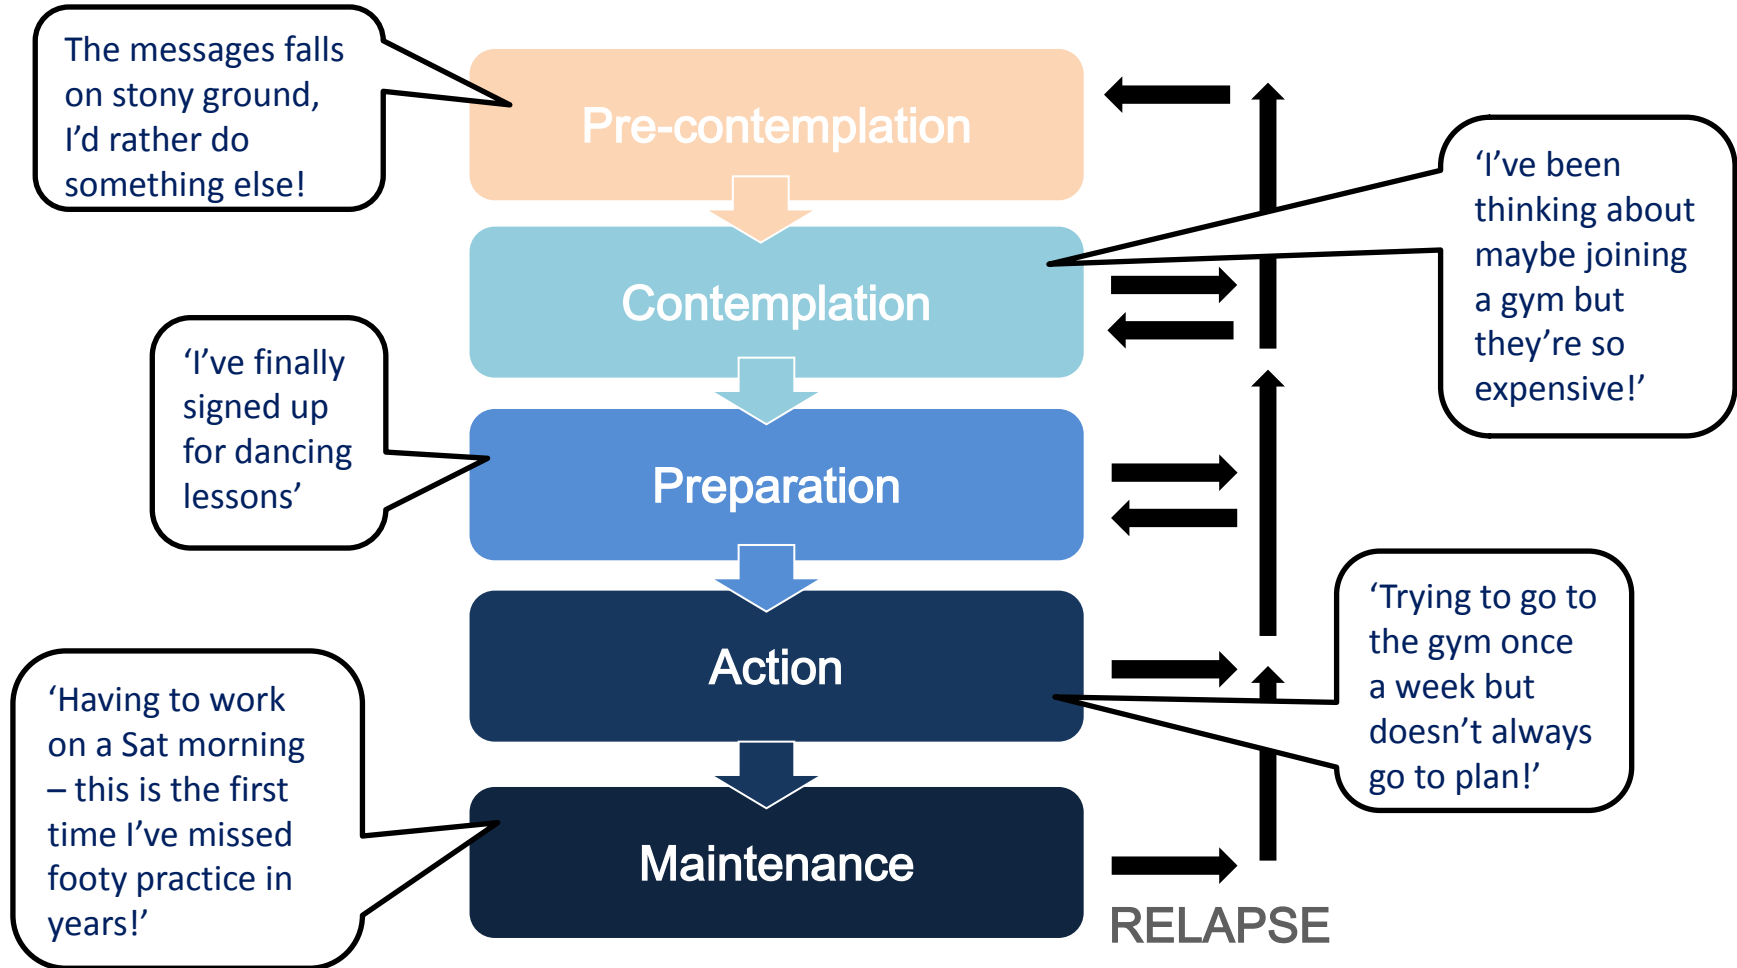 The messages falls
on stony ground,
I’d rather do
something else!
Pre-contemplation
‘I’ve been
thinking about
maybe joining
a gym but
they’re so
expensive!’
Contemplation
‘I’ve finally
signed up
for dancing
lessons’
Preparation
Action
‘Trying to go to
the gym once
a week but
doesn’t always
go to plan!’
‘Having to work
on a Sat morning
– this is the first
time I’ve missed
footy practice in
years!’
Maintenance
RELAPSE